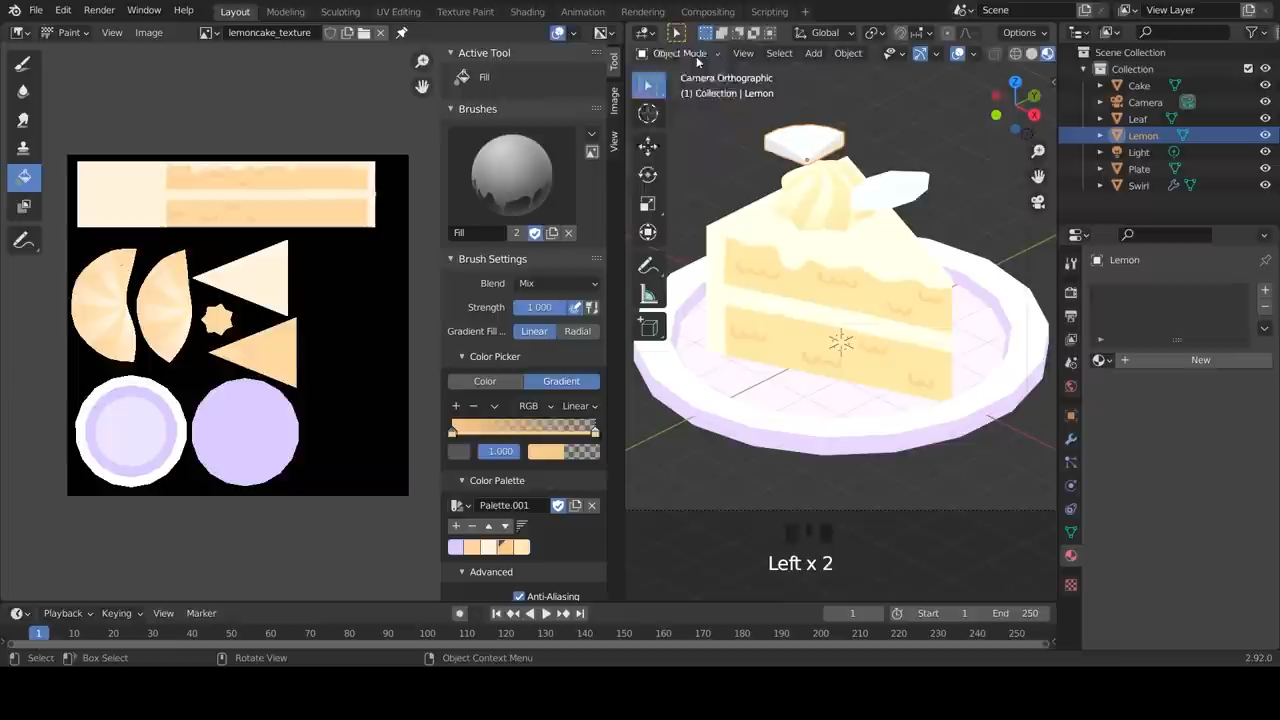 File Edit Render Window Help Layout Modeling Sculpting UV Editing Texture Paint Shading Animation Rendering Compositing Scripting + Scene View Layer
Paint View Image lemoncake_texture Global Options
Object Mode View Select Add Object
Active Tool
Fill
Brushes
Fill 2
Brush Settings
Blend Mix
Strength 1.000
Gradient Fill ... Linear Radial
Color Picker
Color Gradient
RGB Linear
1.000
Color Palette
Palette.001
Advanced
Anti-Aliasing
Tool
Image
View
Camera Orthographic
(1) Collection | Lemon
Z
Y
X
Left x 2
Scene Collection
Collection
Cake
Camera
Leaf
Lemon
Light
Plate
Swirl
Lemon
New
Playback Keying View Marker 1 Start 1 End 250
1 10 20 30 40 50 60 70 80 90 100 110 120 130 140 150 160 170 180 190 200 210 220 230 240 250
Select Box Select Rotate View Object Context Menu 2.92.0